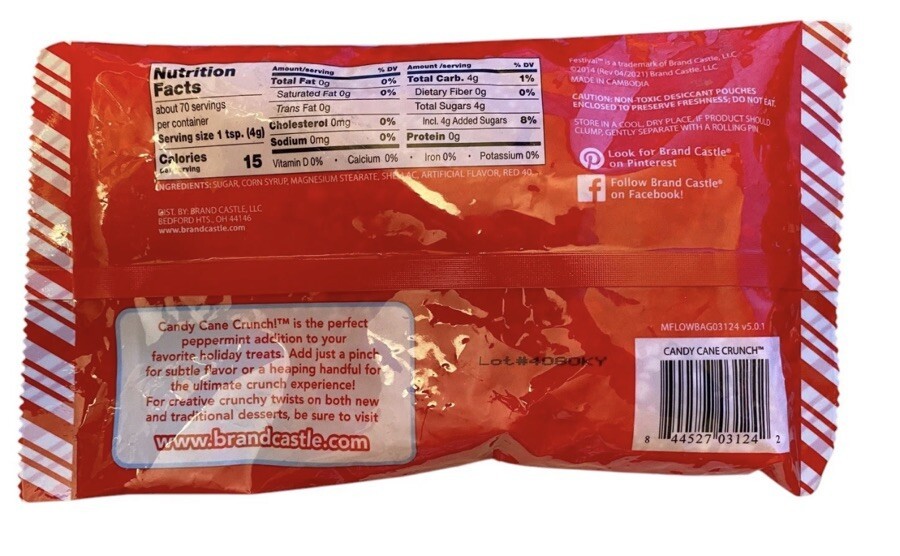 Nutrition
Facts
about 70 servings
per container
Serving size 1 tsp. (4g)
Calories 15
per serving
Amount/serving % DV
Total Fat 0g 0%
Saturated Fat 0g 0%
Trans Fat 0g
Cholesterol 0mg 0%
Sodium 0mg 0%
Amount/serving % DV
Total Carb. 4g 1%
Dietary Fiber 0g 0%
Total Sugars 4g
Incl. 4g Added Sugars 8%
Protein 0g
Vitamin D 0% • Calcium 0% • Iron 0% • Potassium 0%
INGREDIENTS: SUGAR, CORN SYRUP, MAGNESIUM STEARATE, SHELLAC, ARTIFICIAL FLAVOR, RED 40
DIST. BY: BRAND CASTLE, LLC
BEDFORD HTS., OH 44146
www.brandcastle.com
Festival™ is a trademark of Brand Castle, LLC
©2014 (Rev 04/2021) Brand Castle, LLC
MADE IN CAMBODIA
CAUTION: NON-TOXIC DESICCANT POUCHES
ENCLOSED TO PRESERVE FRESHNESS; DO NOT EAT.
STORE IN A COOL, DRY PLACE, IF PRODUCT SHOULD
CLUMP, GENTLY SEPARATE WITH A ROLLING PIN
Look for Brand Castle®
on Pinterest
Follow Brand Castle®
on Facebook!
Candy Cane Crunch!™ is the perfect
peppermint addition to your
favorite holiday treats. Add just a pinch
for subtle flavor or a heaping handful for
the ultimate crunch experience!
For creative crunchy twists on both new
and traditional desserts, be sure to visit
www.brandcastle.com
MFLOWBAG03124 v5.0.1
CANDY CANE CRUNCH™
8 44527 03124 2